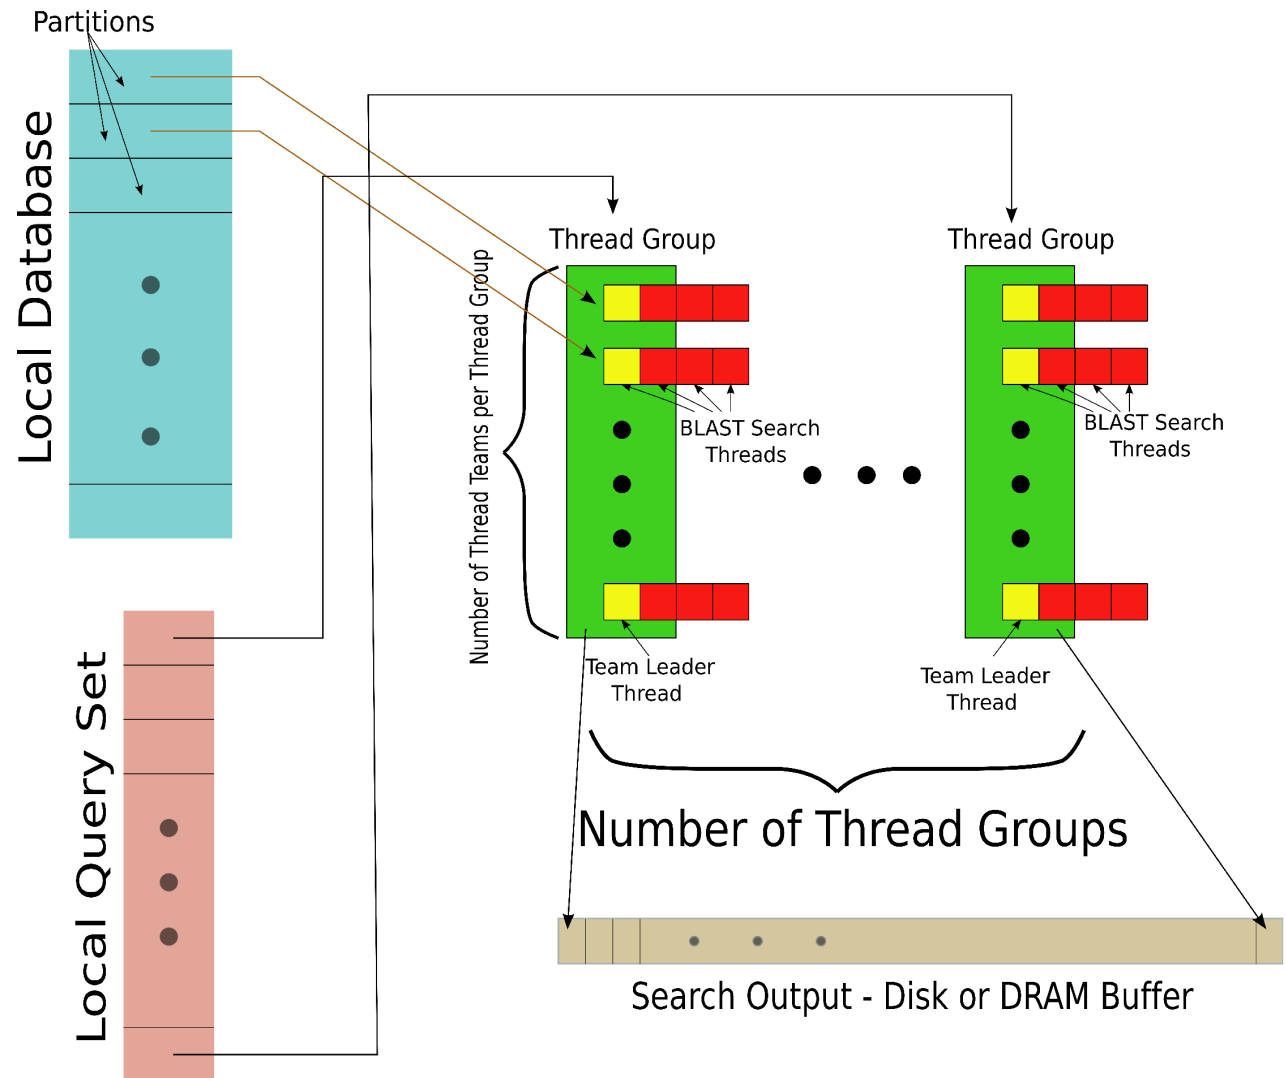 Partitions
Local Database
Thread Group
Thread Group
Number of Thread Teams per Thread Group
BLAST Search
Threads
BLAST Search
Threads
Team Leader
Thread
Team Leader
Thread
Local Query Set
Number of Thread Groups
Search Output - Disk or DRAM Buffer